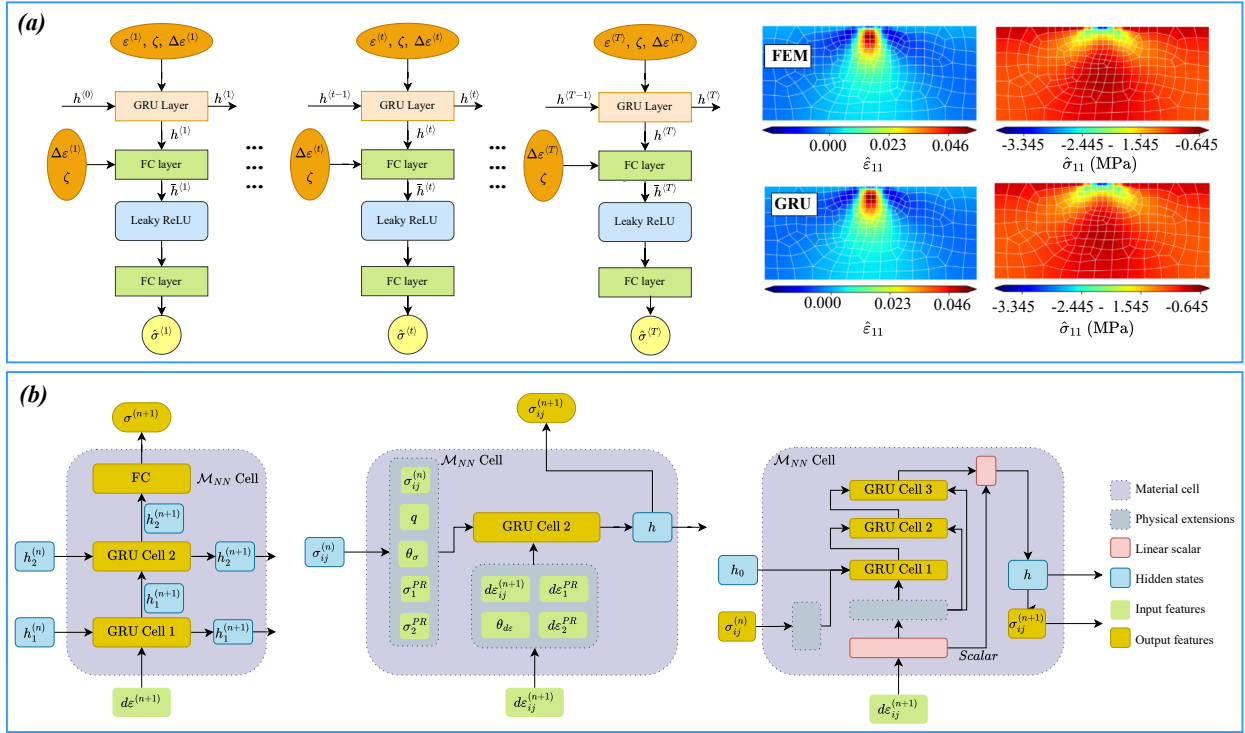 (a)
ε⟨1⟩, ζ, Δε⟨1⟩
h⟨0⟩
GRU Layer
h⟨1⟩
h⟨1⟩
Δε⟨1⟩
ζ
FC layer
h̄⟨1⟩
Leaky ReLU
FC layer
σ̂⟨1⟩
...
...
ε⟨t⟩, ζ, Δε⟨t⟩
h⟨t−1⟩
GRU Layer
h⟨t⟩
h⟨t⟩
Δε⟨t⟩
ζ
FC layer
h̄⟨t⟩
Leaky ReLU
FC layer
σ̂⟨t⟩
...
...
ε⟨T⟩, ζ, Δε⟨T⟩
h⟨T−1⟩
GRU Layer
h⟨T⟩
h⟨T⟩
Δε⟨T⟩
ζ
FC layer
h̄⟨T⟩
Leaky ReLU
FC layer
σ̂⟨T⟩
FEM
0.000 0.023 0.046
ε̂₁₁
-3.345 -2.445 - 1.545 -0.645
σ̂₁₁ (MPa)
GRU
0.000 0.023 0.046
ε̂₁₁
-3.345 -2.445 - 1.545 -0.645
σ̂₁₁ (MPa)
(b)
σ(n+1)
FC
M_NN Cell
h₂(n+1)
h₂(n)
GRU Cell 2
h₂(n+1)
h₁(n+1)
h₁(n)
GRU Cell 1
h₁(n+1)
dε(n+1)
σij(n+1)
M_NN Cell
σij(n)
σij(n)
q
θσ
σ₁PR
σ₂PR
GRU Cell 2
h
dεij(n+1)
dε₁PR
θdε
dε₂PR
dεij(n+1)
M_NN Cell
GRU Cell 3
GRU Cell 2
GRU Cell 1
h₀
σij(n)
h
σij(n+1)
Scalar
dεij(n+1)
Material cell
Physical extensions
Linear scalar
Hidden states
Input features
Output features